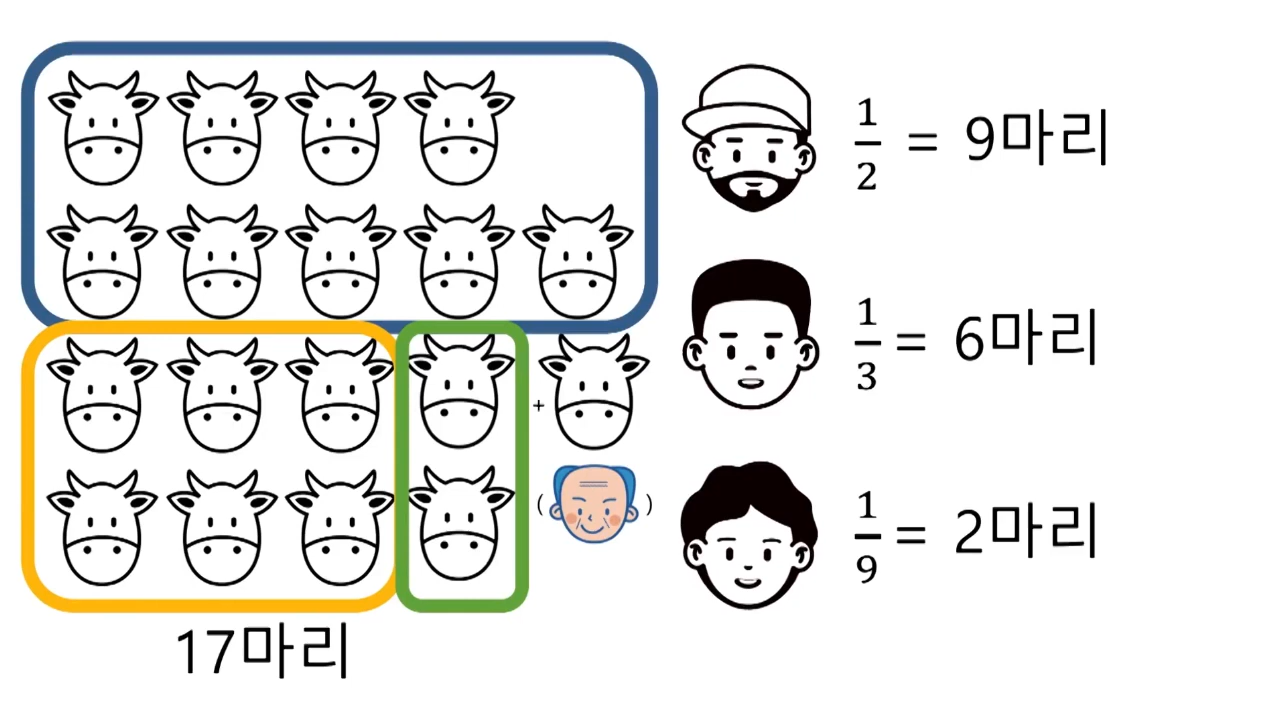 1/2 = 9마리
+
1/3 = 6마리
( )
1/9 = 2마리
17마리